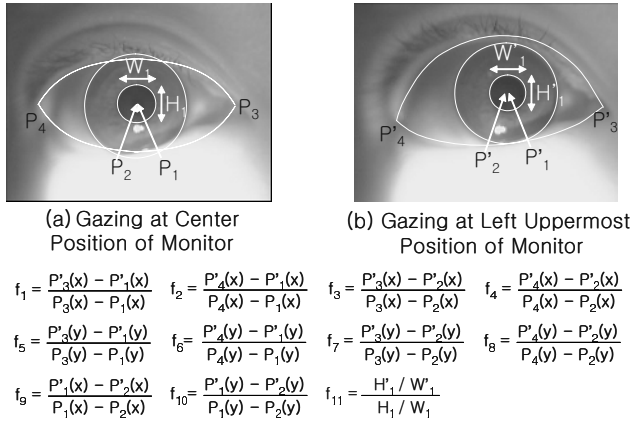 W₁
H₁
P₄
P₃
P₂
P₁
W'₁
H'₁
P'₄
P'₃
P'₂
P'₁
(a) Gazing at Center
Position of Monitor
(b) Gazing at Left Uppermost
Position of Monitor
f₁ = P'₃(x) − P'₁(x) / P₃(x) − P₁(x)
f₂ = P'₄(x) − P'₁(x) / P₄(x) − P₁(x)
f₃ = P'₃(x) − P'₂(x) / P₃(x) − P₂(x)
f₄ = P'₄(x) − P'₂(x) / P₄(x) − P₂(x)
f₅ = P'₃(y) − P'₁(y) / P₃(y) − P₁(y)
f₆= P'₄(y) − P'₁(y) / P₄(y) − P₁(y)
f₇ = P'₃(y) − P'₂(y) / P₃(y) − P₂(y)
f₈ = P'₄(y) − P'₂(y) / P₄(y) − P₂(y)
f₉ = P'₁(x) − P'₂(x) / P₁(x) − P₂(x)
f₁₀= P'₁(y) − P'₂(y) / P₁(y) − P₂(y)
f₁₁ = H'₁ / W'₁ / H₁ / W₁